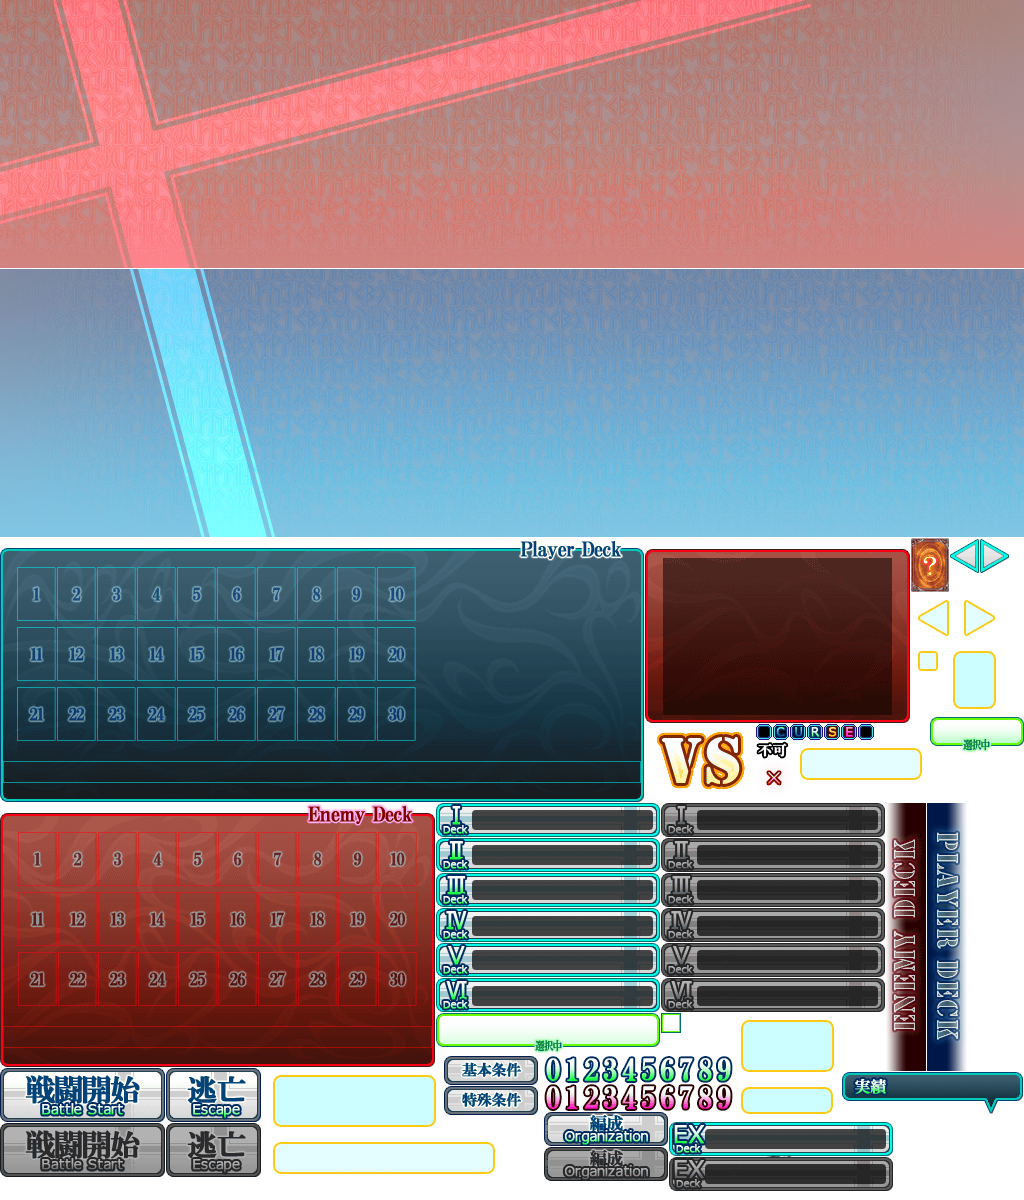 Player Deck
1 2 3 4 5 6 7 8 9 10
11 12 13 14 15 16 17 18 19 20
21 22 23 24 25 26 27 28 29 30
?
VS
CURSE
不可
×
選択中
Enemy Deck
1 2 3 4 5 6 7 8 9 10
11 12 13 14 15 16 17 18 19 20
21 22 23 24 25 26 27 28 29 30
I Deck
II Deck
III Deck
IV Deck
V Deck
VI Deck
選択中
I Deck
II Deck
III Deck
IV Deck
V Deck
VI Deck
ENEMY DECK
PLAYER DECK
戦闘開始
Battle Start
逃亡
Escape
戦闘開始
Battle Start
逃亡
Escape
基本条件
特殊条件
0123456789
0123456789
編成
Organization
編成
Organization
EX Deck
EX Deck
実績